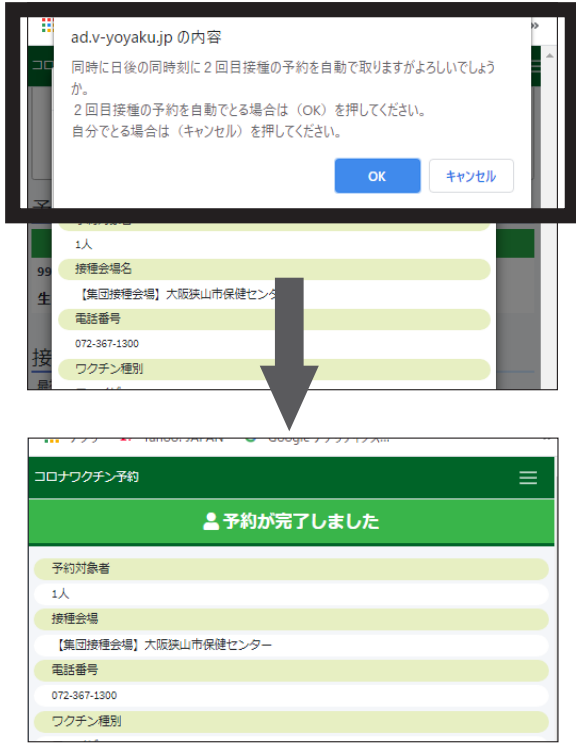 ad.v-yoyaku.jp の内容
»
同時に日後の同時刻に２回目接種の予約を自動で取りますがよろしいでしょう
か。
２回目接種の予約を自動でとる場合は（OK）を押してください。
自分でとる場合は（キャンセル）を押してください。
OK
キャンセル
1人
99
接種会場名
生
【集団接種会場】大阪狭山市保健センター
電話番号
072-367-1300
接
ワクチン種別
コロナワクチン予約
予約が完了しました
予約対象者
1人
接種会場
【集団接種会場】大阪狭山市保健センター
電話番号
072-367-1300
ワクチン種別